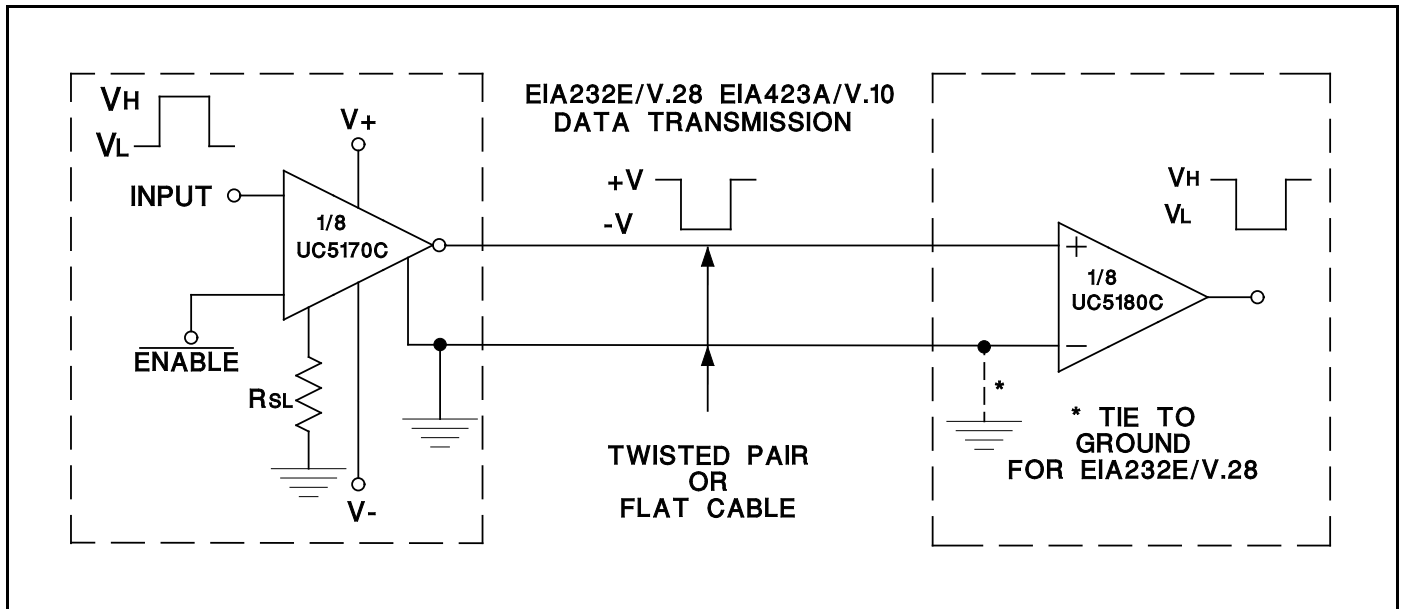 VH
VL
V+
INPUT
1/8
UC5170C
ENABLE
RSL
V-
EIA232E/V.28 EIA423A/V.10
DATA TRANSMISSION
+V
-V
TWISTED PAIR
OR
FLAT CABLE
VH
VL
+
1/8
UC5180C
−
*
* TIE TO
GROUND
FOR EIA232E/V.28